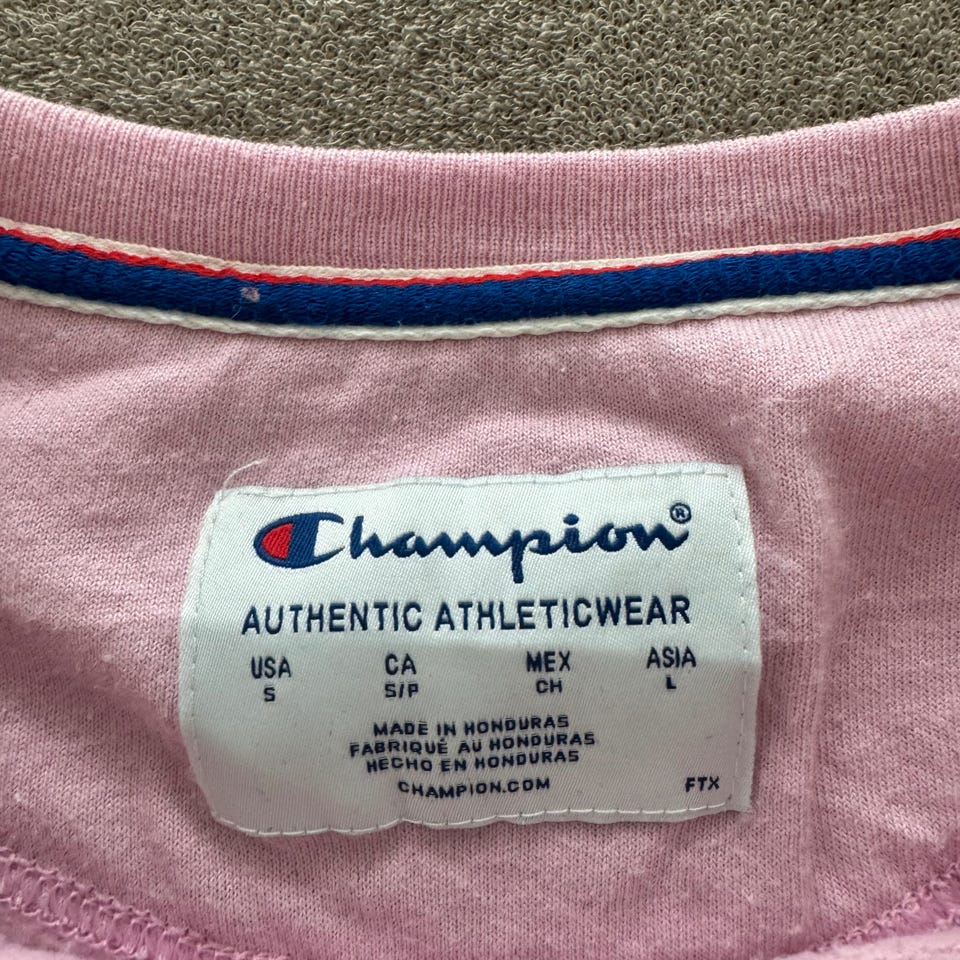 Champion®
AUTHENTIC ATHLETICWEAR
USA CA MEX ASIA
S S/P CH L
MADE IN HONDURAS
FABRIQUÉ AU HONDURAS
HECHO EN HONDURAS
CHAMPION.COM FTX